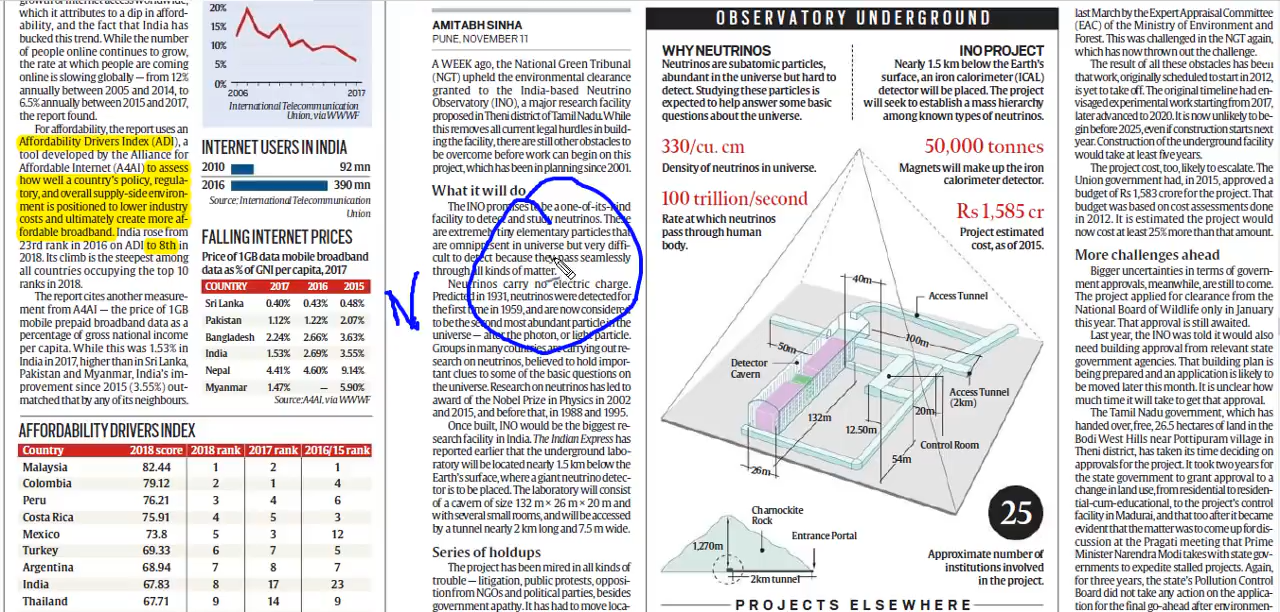 growth of internet access worldwide,
which it attributes to a dip in afford-
ability, and the fact that India has
bucked this trend. While the number
of people online continues to grow,
the rate at which people are coming
online is slowing globally — from 12%
annually between 2005 and 2014, to
6.5% annually between 2015 and 2017,
the report found.
For affordability, the report uses an
Affordability Drivers Index (ADI), a
tool developed by the Alliance for
Affordable Internet (A4AI) to assess
how well a country's policy, regula-
tory, and overall supply-side environ-
ment is positioned to lower industry
costs and ultimately create more af-
fordable broadband. India rose from
23rd rank in 2016 on ADI to 8th in
2018. Its climb is the steepest among
all countries occupying the top 10
ranks in 2018.
The report cites another measure-
ment from A4AI — the price of 1GB
mobile prepaid broadband data as a
percentage of gross national income
per capita. While this was 1.53% in
India in 2017, higher than in Sri Lanka,
Pakistan and Myanmar, India's im-
provement since 2015 (3.55%) out-
matched that by any of its neighbours.
20%
15%
10%
5%
0%
2006 2017
International Telecommunication
Union, via WWWF
INTERNET USERS IN INDIA
2010 92 mn
2016 390 mn
Source: International Telecommunication
Union
FALLING INTERNET PRICES
Price of 1GB data mobile broadband
data as % of GNI per capita, 2017
COUNTRY 2017 2016 2015
Sri Lanka 0.40% 0.43% 0.48%
Pakistan 1.12% 1.22% 2.07%
Bangladesh 2.24% 2.66% 3.63%
India 1.53% 2.69% 3.55%
Nepal 4.41% 4.60% 9.14%
Myanmar 1.47% — 5.90%
Source: A4AI, via WWWF
AFFORDABILITY DRIVERS INDEX
Country 2018 score 2018 rank 2017 rank 2016/15 rank
Malaysia 82.44 1 2 1
Colombia 79.12 2 1 4
Peru 76.21 3 4 6
Costa Rica 75.91 4 5 3
Mexico 73.8 5 3 12
Turkey 69.33 6 7 5
Argentina 68.94 7 8 7
India 67.83 8 17 23
Thailand 67.71 9 14 9
N
AMITABH SINHA
PUNE, NOVEMBER 11
A WEEK ago, the National Green Tribunal
(NGT) upheld the environmental clearance
granted to the India-based Neutrino
Observatory (INO), a major research facility
proposed in Theni district of Tamil Nadu. While
this removes all current legal hurdles in build-
ing the facility, there are still other obstacles to
be overcome before work can begin on this
project, which has been in planning since 2001.
What it will do
The INO promises to be a one-of-its-kind
facility to detect and study neutrinos. These
are extremely tiny elementary particles that
are omnipresent in universe but very diffi-
cult to detect because they pass seamlessly
through all kinds of matter.
Neutrinos carry no electric charge.
Predicted in 1931, neutrinos were detected for
the first time in 1959, and are now considered
to be the second most abundant particle in the
universe — after the photon, or light particle.
Groups in many countries are carrying out re-
search on neutrinos, believed to hold impor-
tant clues to some of the basic questions on
the universe. Research on neutrinos has led to
award of the Nobel Prize in Physics in 2002
and 2015, and before that, in 1988 and 1995.
Once built, INO would be the biggest re-
search facility in India. The Indian Express has
reported earlier that the underground labo-
ratory will be located nearly 1.5 km below the
Earth's surface, where a giant neutrino detec-
tor is to be placed. The laboratory will consist
of a cavern of size 132 m × 26 m × 20 m and
with several small rooms, and will be accessed
by a tunnel nearly 2 km long and 7.5 m wide.
Series of holdups
The project has been mired in all kinds of
trouble — litigation, public protests, opposi-
tion from NGOs and political parties, besides
government apathy. It has had to move loca-
OBSERVATORY UNDERGROUND
WHY NEUTRINOS
Neutrinos are subatomic particles,
abundant in the universe but hard to
detect. Studying these particles is
expected to help answer some basic
questions about the universe.
330/cu. cm
Density of neutrinos in universe.
100 trillion/second
Rate at which neutrinos
pass through human
body.
INO PROJECT
Nearly 1.5 km below the Earth's
surface, an iron calorimeter (ICAL)
detector will be placed. The project
will seek to establish a mass hierarchy
among known types of neutrinos.
50,000 tonnes
Magnets will make up the iron
calorimeter detector.
Rs 1,585 cr
Project estimated
cost, as of 2015.
40m
Access Tunnel
100m
50m
Detector
Cavern
Access Tunnel
(2km)
132m
20m
12.50m
Control Room
54m
26m
Charnockite
Rock
Entrance Portal
1,270m
2km tunnel
25
Approximate number of
institutions involved
in the project.
PROJECTS ELSEWHERE
last March by the Expert Appraisal Committee
(EAC) of the Ministry of Environment and
Forest. This was challenged in the NGT again,
which has now thrown out the challenge.
The result of all these obstacles has been
that work, originally scheduled to start in 2012,
is yet to take off. The original timeline had en-
visaged experimental work starting from 2017,
later advanced to 2020. It is now unlikely to be-
gin before 2025, even if construction starts next
year. Construction of the underground facility
would take at least five years.
The project cost, too, likely to escalate. The
Union government had, in 2015, approved a
budget of Rs 1,583 crore for the project. That
budget was based on cost assessments done
in 2012. It is estimated the project would
now cost at least 25% more than that amount.
More challenges ahead
Bigger uncertainties in terms of govern-
ment approvals, meanwhile, are still to come.
The project applied for clearance from the
National Board of Wildlife only in January
this year. That approval is still awaited.
Last year, the INO was told it would also
need building approval from relevant state
government agencies. That building plan is
being prepared and an application is likely to
be moved later this month. It is unclear how
much time it will take to get that approval.
The Tamil Nadu government, which has
handed over, free, 26.5 hectares of land in the
Bodi West Hills near Pottipuram village in
Theni district, has taken its time deciding on
approvals for the project. It took two years for
the state government to grant approval to a
change in land use, from residential to residen-
tial-cum-educational, to the project's control
facility in Madurai, and that too after it became
evident that the matter was to come up for dis-
cussion at the Pragati meeting that Prime
Minister Narendra Modi takes with state gov-
ernments to expedite stalled projects. Again,
for three years, the state's Pollution Control
Board did not take any action on the applica-
tion for the final go-ahead after environmen-